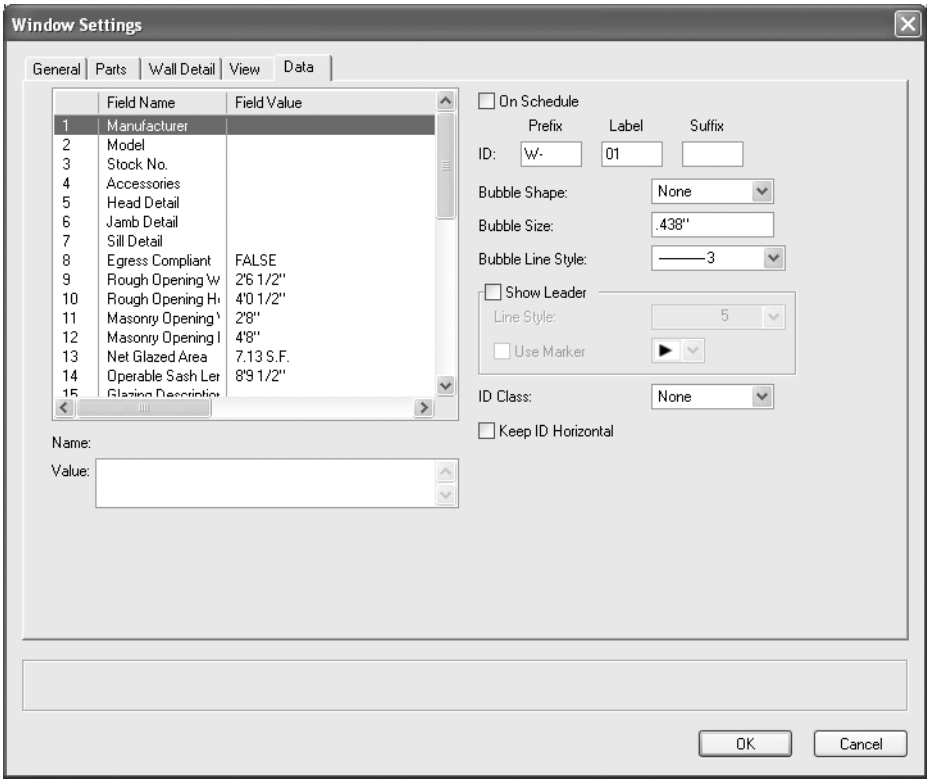 Window Settings
General Parts Wall Detail View Data
Field Name Field Value
1 Manufacturer
2 Model
3 Stock No.
4 Accessories
5 Head Detail
6 Jamb Detail
7 Sill Detail
8 Egress Compliant FALSE
9 Rough Opening W 2'6 1/2"
10 Rough Opening H 4'0 1/2"
11 Masonry Opening 2'8"
12 Masonry Opening 4'8"
13 Net Glazed Area 7.13 S.F.
14 Operable Sash Ler 8'9 1/2"
15 Glazing Description
Name:
Value:
On Schedule
Prefix Label Suffix
ID: W- 01
Bubble Shape: None
Bubble Size: .438"
Bubble Line Style: 3
Show Leader
Line Style: 5
Use Marker
ID Class: None
Keep ID Horizontal
OK Cancel